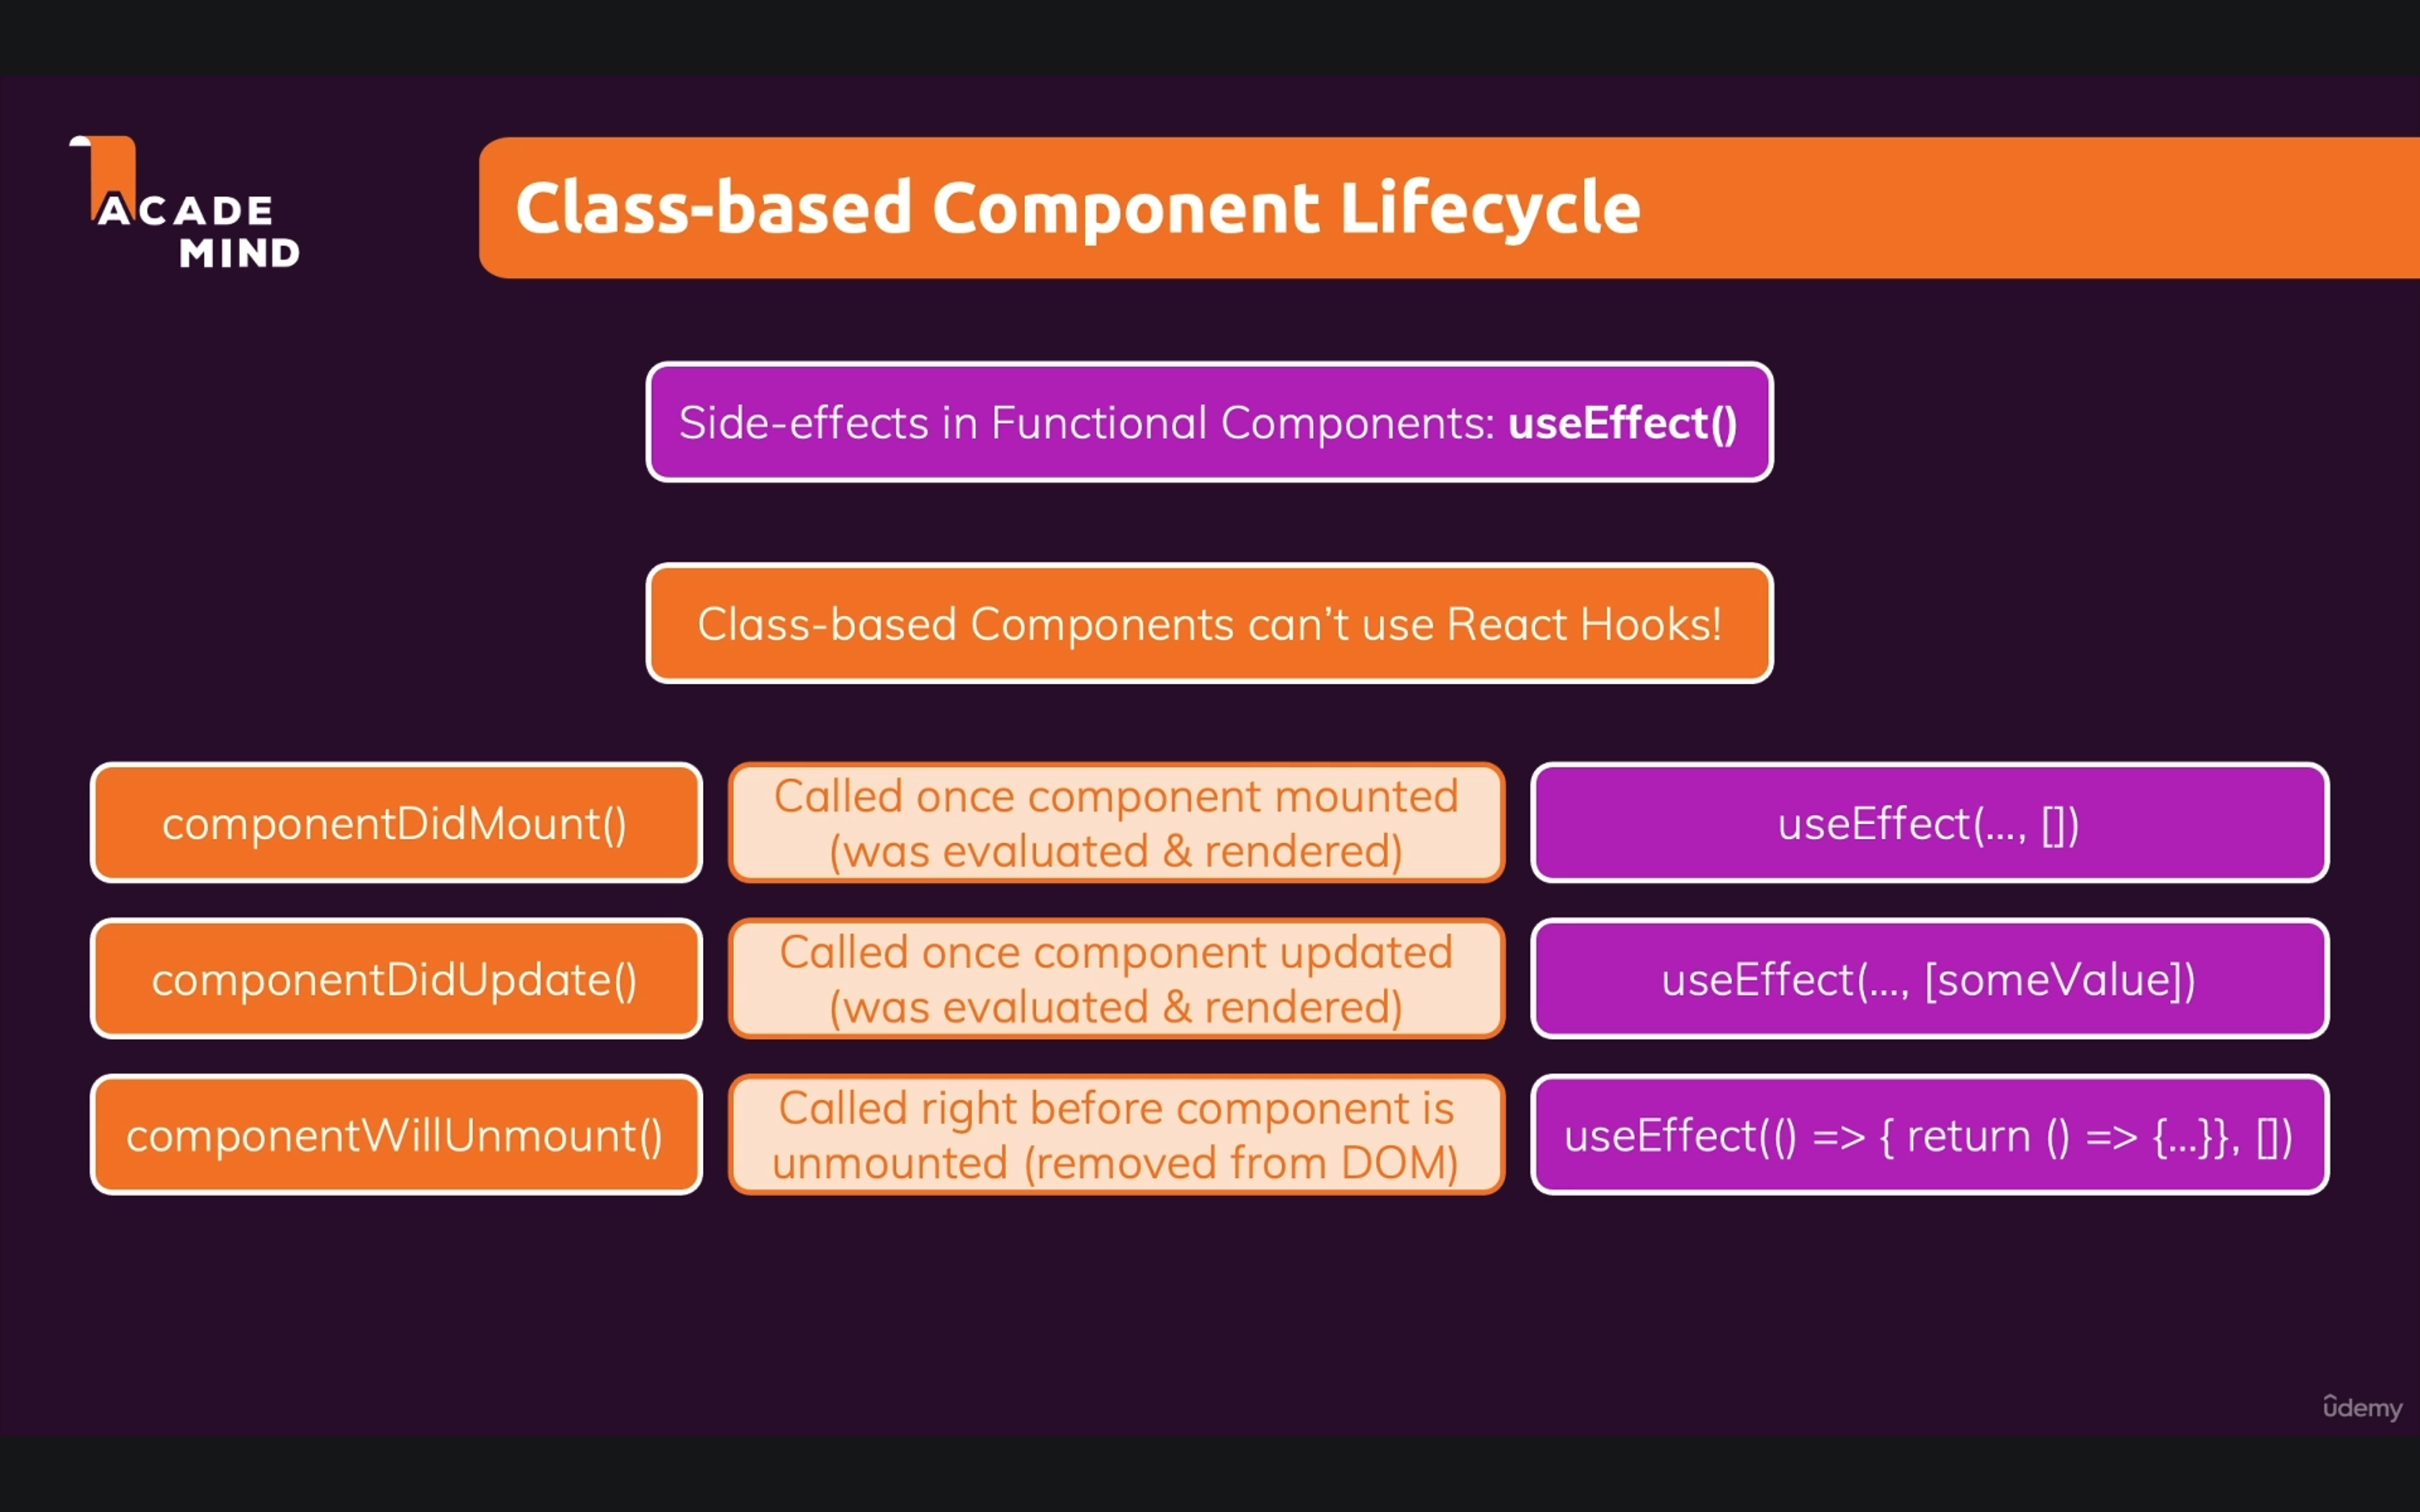 ACADE
MIND
Class-based Component Lifecycle
Side-effects in Functional Components: useEffect()
Class-based Components can’t use React Hooks!
componentDidMount()
Called once component mounted
(was evaluated & rendered)
useEffect(…, [])
componentDidUpdate()
Called once component updated
(was evaluated & rendered)
useEffect(…, [someValue])
componentWillUnmount()
Called right before component is
unmounted (removed from DOM)
useEffect(() => { return () => {…}}, [])
udemy